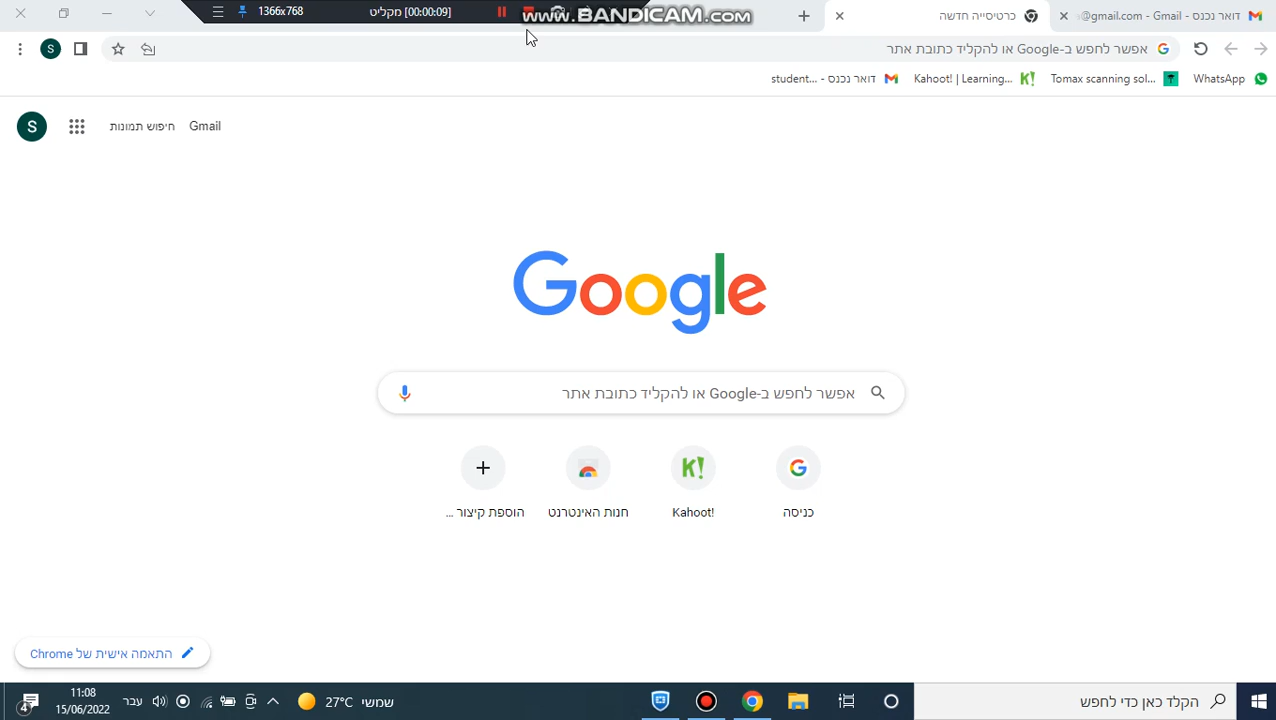 1366x768
מקליט [00:00:09]
www.BANDICAM.com
כרטיסייה חדשה
דואר נכנס - Gmail - @gmail.com
S
אפשר לחפש ב-Google או להקליד כתובת אתר
WhatsApp
Tomax scanning sol...
Kahoot! | Learning...
דואר נכנס - student...
S
חיפוש תמונות
Gmail
Google
אפשר לחפש ב-Google או להקליד כתובת אתר
כניסה
Kahoot!
חנות האינטרנט
הוספת קיצור ...
התאמה אישית של Chrome
הקלד כאן כדי לחפש
27°C שמשי
עבר
11:08
15/06/2022
4